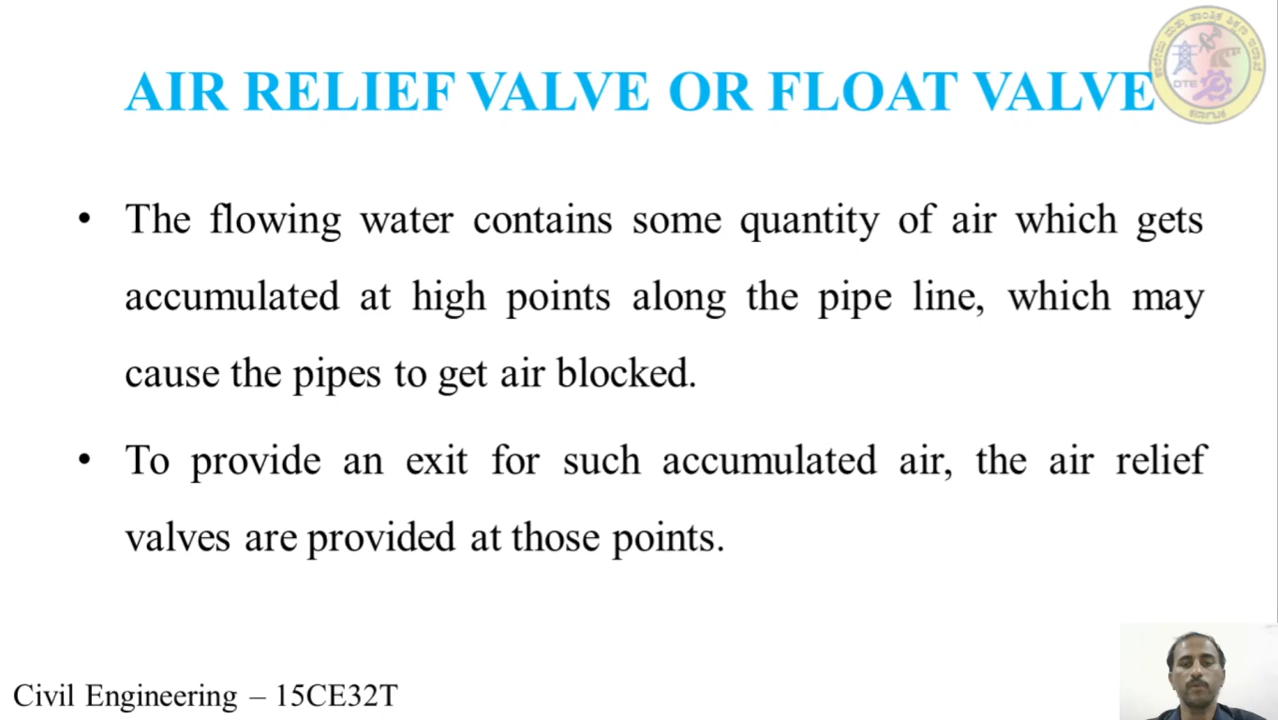 AIR RELIEF VALVE OR FLOAT VALVE
DTE
• The flowing water contains some quantity of air which gets
accumulated at high points along the pipe line, which may
cause the pipes to get air blocked.
• To provide an exit for such accumulated air, the air relief
valves are provided at those points.
Civil Engineering – 15CE32T